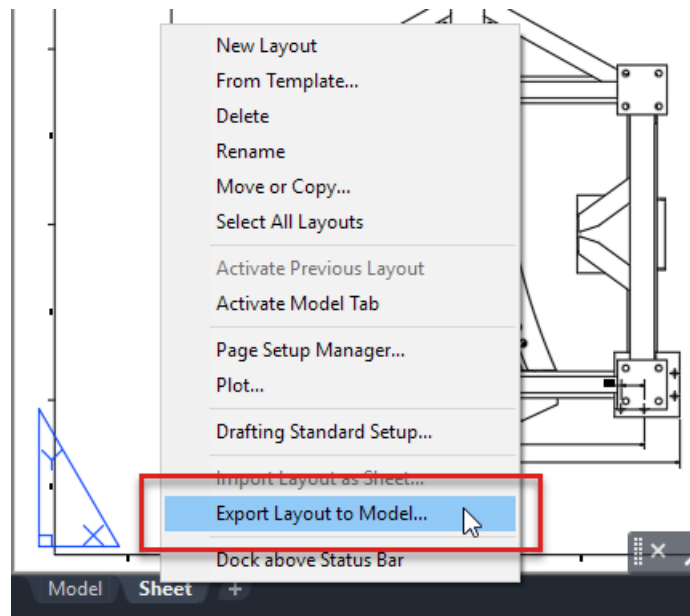 New Layout
From Template...
Delete
Rename
Move or Copy...
Select All Layouts
Activate Previous Layout
Activate Model Tab
Page Setup Manager...
Plot...
Drafting Standard Setup...
Import Layout as Sheet...
Export Layout to Model...
Dock above Status Bar
Y
X
Model Sheet +